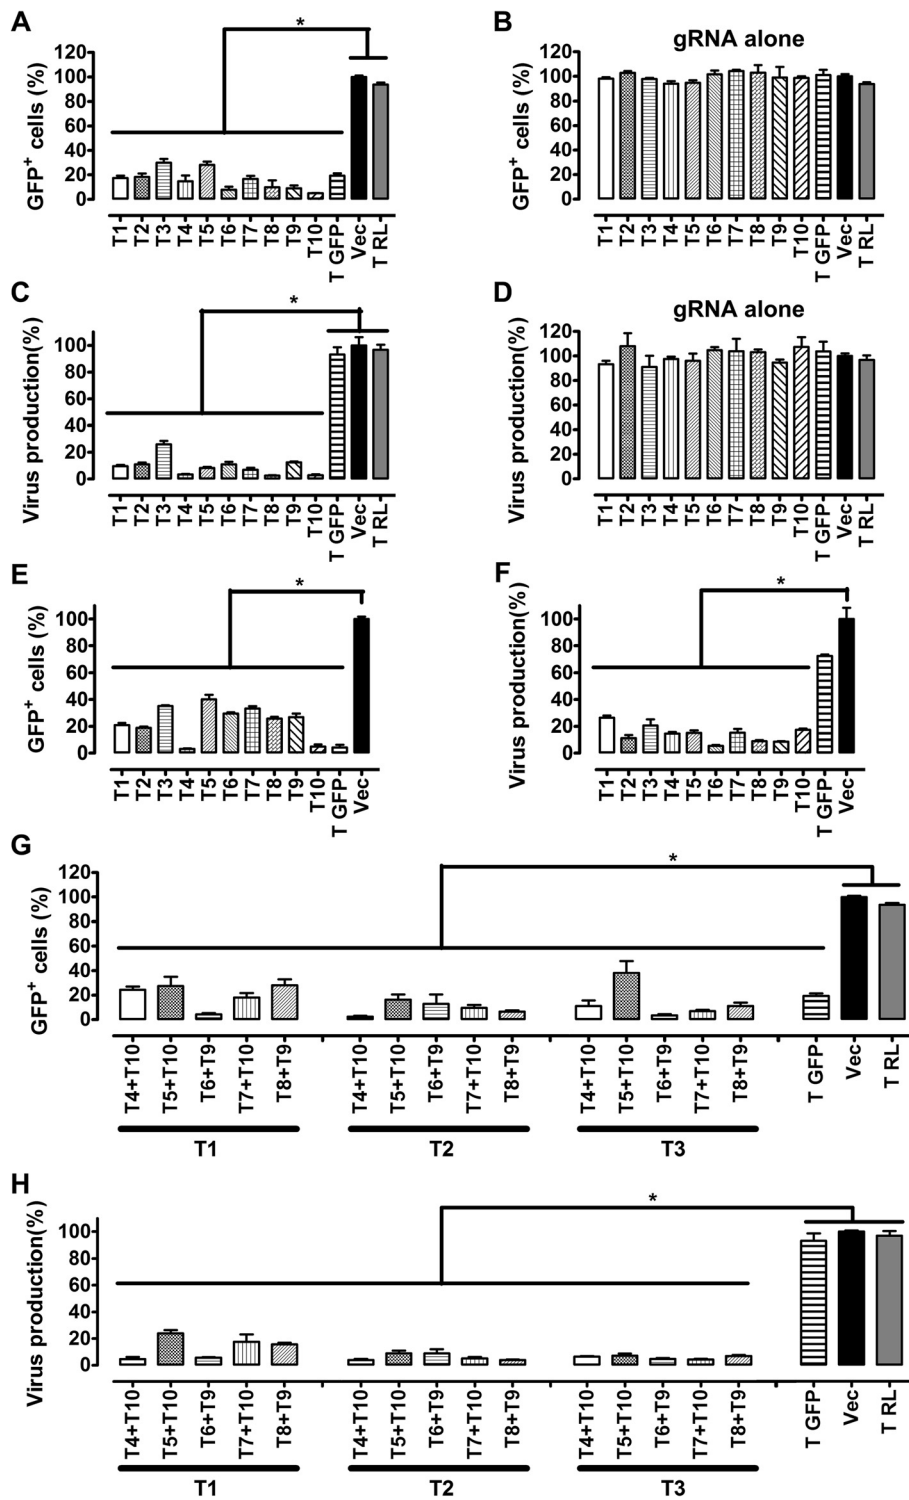 A
GFP+ cells (%)
120
100
80
60
40
20
0
*
T1
T2
T3
T4
T5
T6
T7
T8
T9
T10
T GFP
Vec
T RL
B
gRNA alone
GFP+ cells (%)
120
100
80
60
40
20
0
T1
T2
T3
T4
T5
T6
T7
T8
T9
T10
T GFP
Vec
T RL
C
Virus production(%)
100
80
60
40
20
0
*
T1
T2
T3
T4
T5
T6
T7
T8
T9
T10
T GFP
Vec
T RL
D
gRNA alone
Virus production(%)
120
100
80
60
40
20
0
T1
T2
T3
T4
T5
T6
T7
T8
T9
T10
T GFP
Vec
T RL
E
GFP+ cells (%)
100
80
60
40
20
0
*
T1
T2
T3
T4
T5
T6
T7
T8
T9
T10
T GFP
Vec
F
Virus production(%)
100
80
60
40
20
0
*
T1
T2
T3
T4
T5
T6
T7
T8
T9
T10
T GFP
Vec
G
GFP+ cells (%)
120
100
80
60
40
20
0
*
T4+T10
T5+T10
T6+T9
T7+T10
T8+T9
T4+T10
T5+T10
T6+T9
T7+T10
T8+T9
T4+T10
T5+T10
T6+T9
T7+T10
T8+T9
T GFP
Vec
T RL
T1
T2
T3
H
Virus production(%)
100
80
60
40
20
0
*
T4+T10
T5+T10
T6+T9
T7+T10
T8+T9
T4+T10
T5+T10
T6+T9
T7+T10
T8+T9
T4+T10
T5+T10
T6+T9
T7+T10
T8+T9
T GFP
Vec
T RL
T1
T2
T3